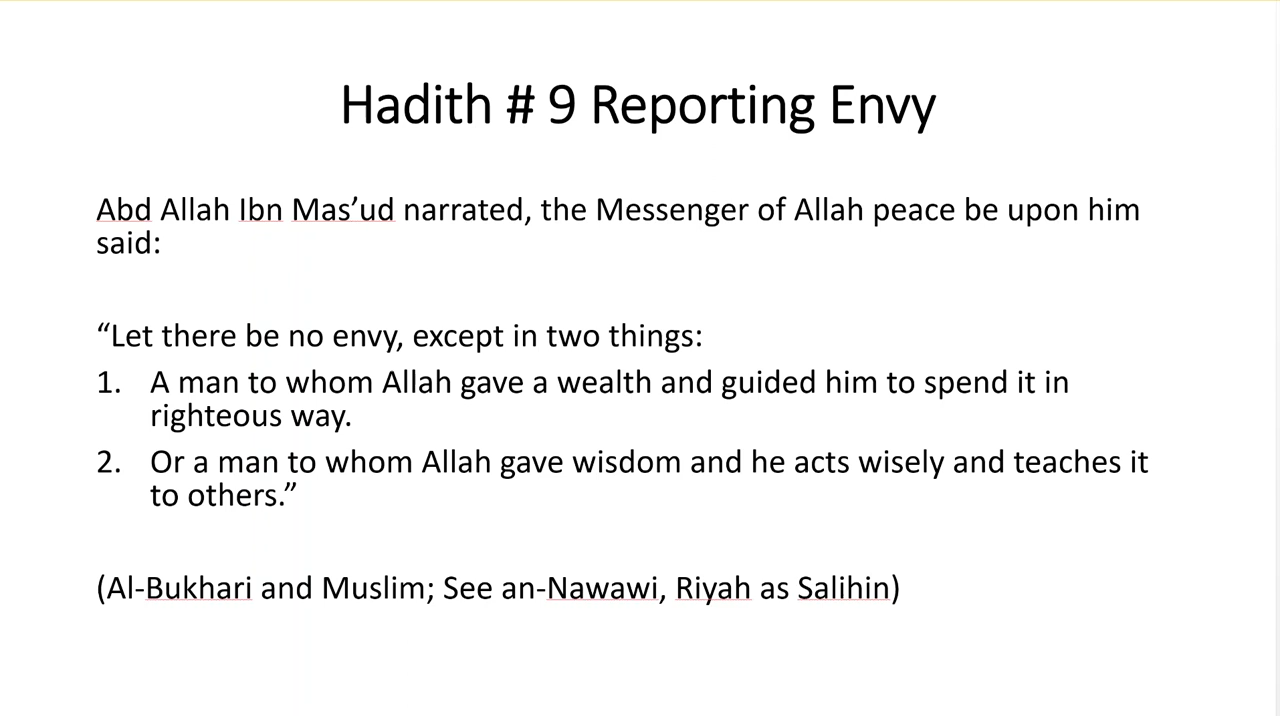 Hadith # 9 Reporting Envy
Abd Allah Ibn Mas’ud narrated, the Messenger of Allah peace be upon him
said:
“Let there be no envy, except in two things:
1. A man to whom Allah gave a wealth and guided him to spend it in
righteous way.
2. Or a man to whom Allah gave wisdom and he acts wisely and teaches it
to others.”
(Al-Bukhari and Muslim; See an-Nawawi, Riyah as Salihin)